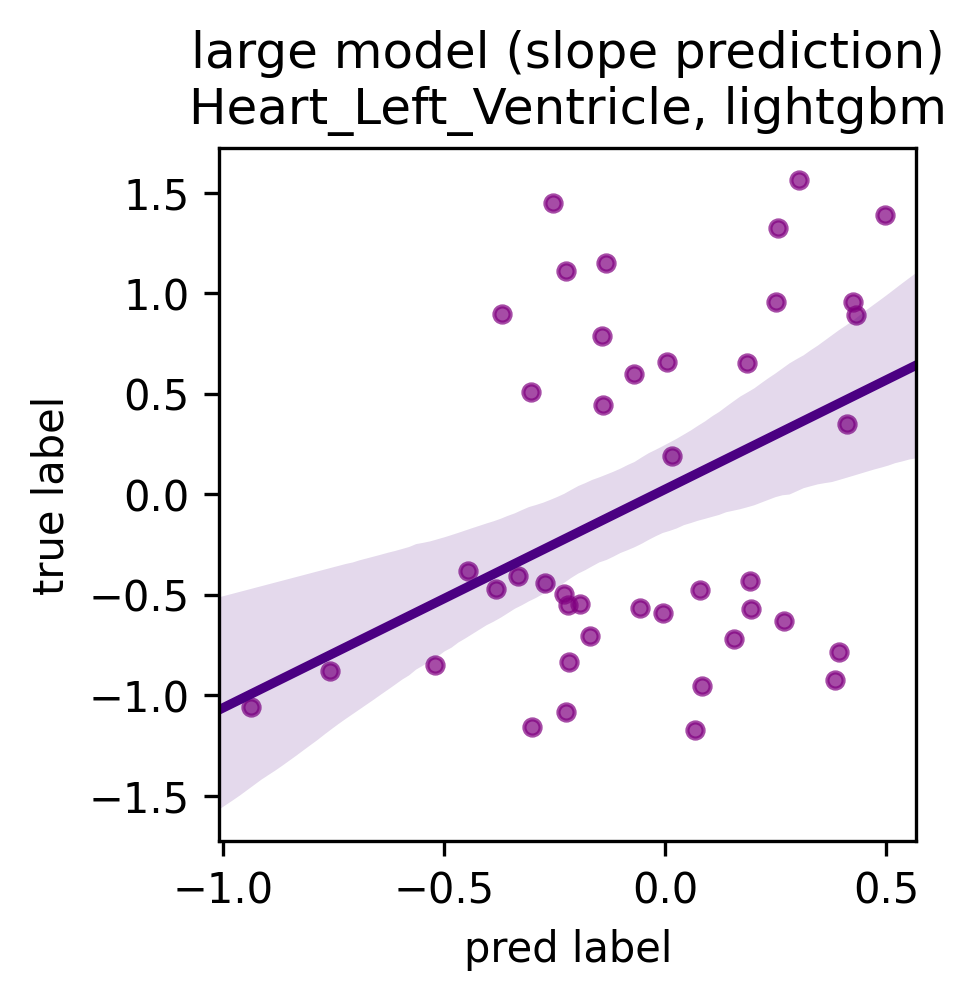 large model (slope prediction)
Heart_Left_Ventricle, lightgbm
1.5
1.0
0.5
0.0
−0.5
−1.0
−1.5
true label
−1.0
−0.5
0.0
0.5
pred label